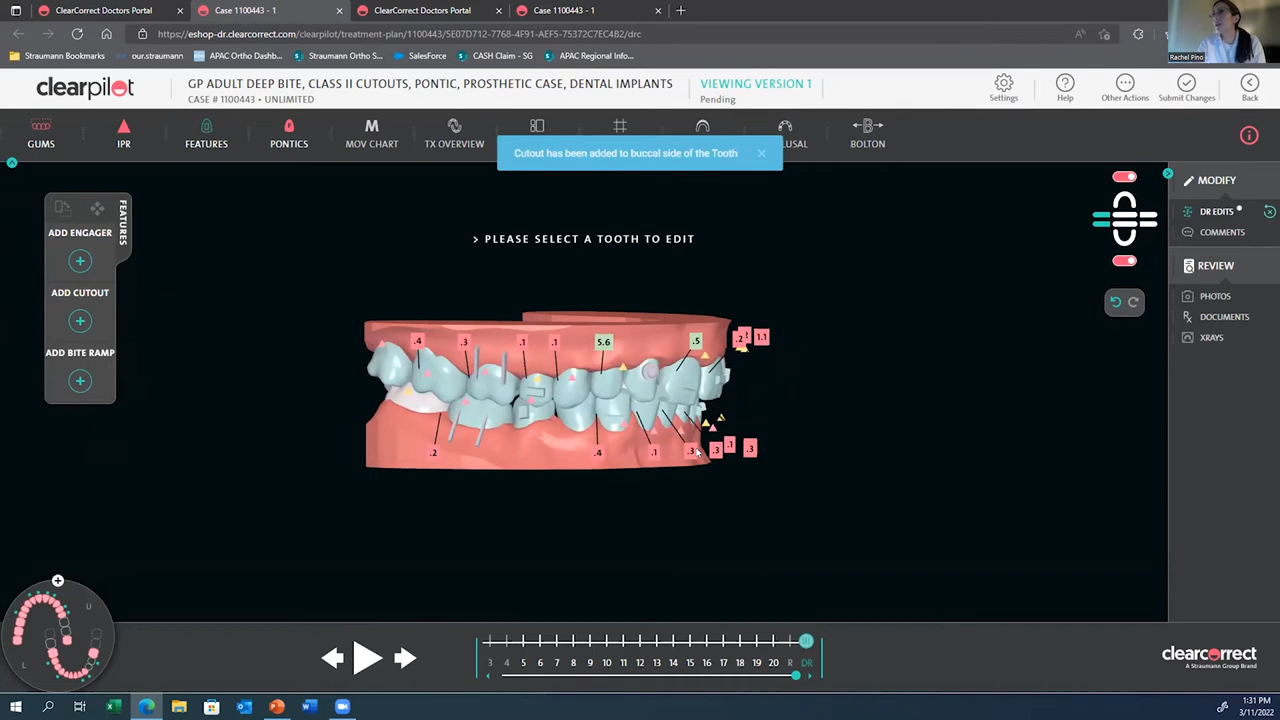 ClearCorrect Doctors Portal
Case 1100443 - 1
ClearCorrect Doctors Portal
Case 1100443 - 1
https://eshop-dr.clearcorrect.com/clearpilot/treatment-plan/1100443/5E07D712-7768-4F91-AEF5-75372C7EC4B2/drc
Straumann Bookmarks
our.straumann
APAC Ortho Dashb...
Straumann Ortho S...
SalesForce
CASH Claim - SG
APAC Regional Info...
Rachel Pino
clearpilot
GP ADULT DEEP BITE, CLASS II CUTOUTS, PONTIC, PROSTHETIC CASE, DENTAL IMPLANTS
CASE # 1100443 • UNLIMITED
VIEWING VERSION 1
Pending
Settings
Help
Other Actions
Submit Changes
Back
GUMS
IPR
FEATURES
PONTICS
M
MOV CHART
TX OVERVIEW
BOLTON
Cutout has been added to buccal side of the Tooth
> PLEASE SELECT A TOOTH TO EDIT
FEATURES
ADD ENGAGER
ADD CUTOUT
ADD BITE RAMP
MODIFY
DR EDITS
COMMENTS
REVIEW
PHOTOS
DOCUMENTS
XRAYS
.4 .3 .1 .1 5.6 .5 .2 1.1
.2 .4 .1 .3 .3 .1 .3
U
L
3 4 5 6 7 8 9 10 11 12 13 14 15 16 17 18 19 20 R DR
clearcorrect
A Straumann Group Brand
1:31 PM
3/11/2022